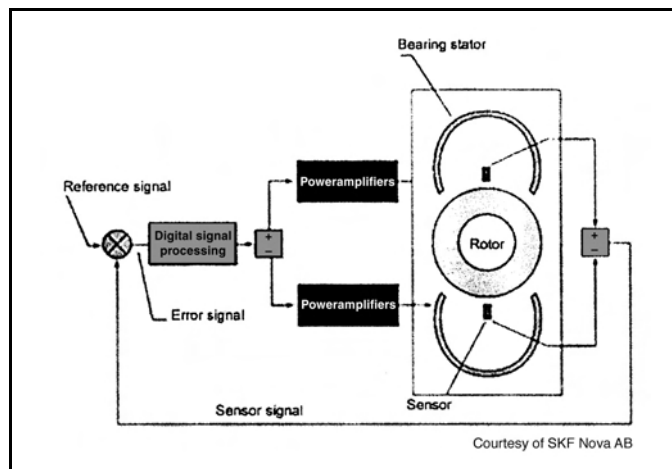 Bearing stator
Poweramplifiers
Reference signal
Digital signal
processing
+
−
+
−
Rotor
Error signal
Poweramplifiers
Sensor signal
Sensor
Courtesy of SKF Nova AB